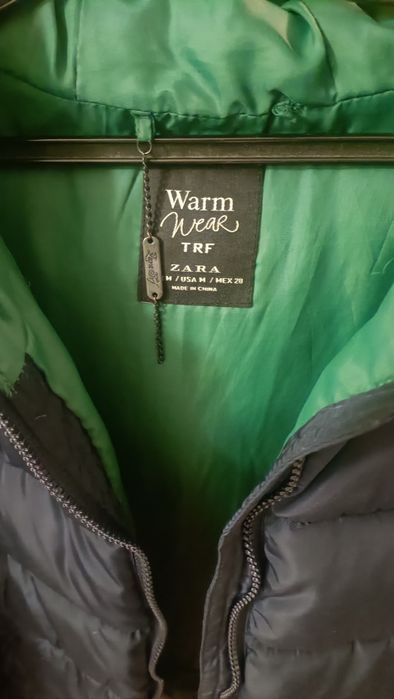 Warm
Wear
TRF
ZARA
M / USA M / MEX 28
MADE IN CHINA